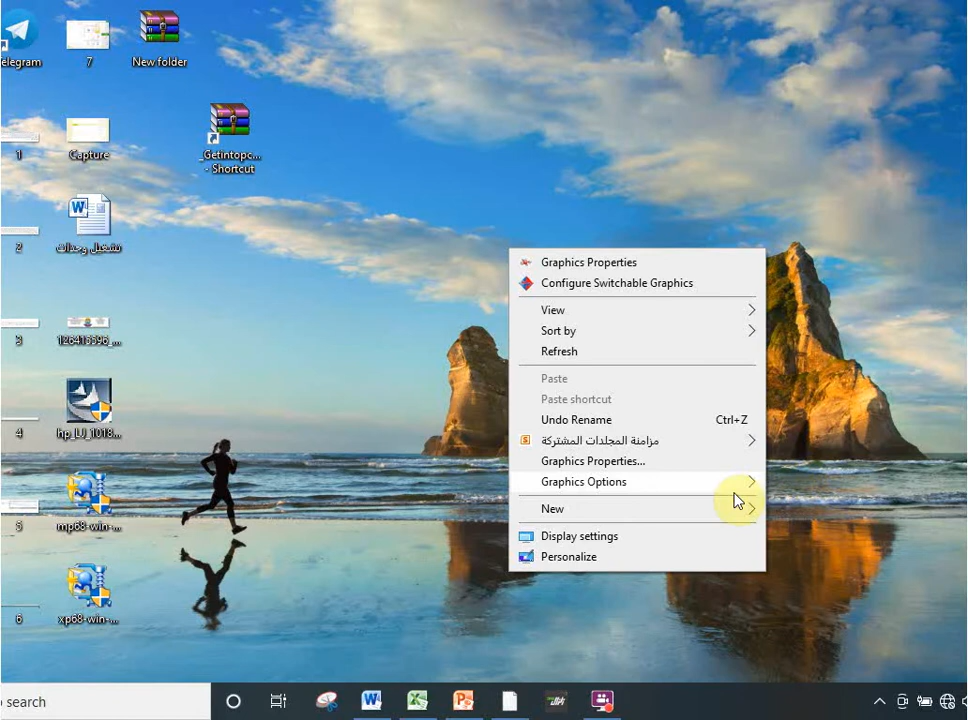 elegram
7
New folder
1
Capture
_Getintopc...
- Shortcut
2
تشغيل وحدات
3
126416596_...
4
hp_LJ_1018...
5
mp68-win-...
6
xp68-win-...
Graphics Properties
Configure Switchable Graphics
View
Sort by
Refresh
Paste
Paste shortcut
Undo Rename Ctrl+Z
مزامنة المجلدات المشتركة
Graphics Properties...
Graphics Options
New
Display settings
Personalize
search